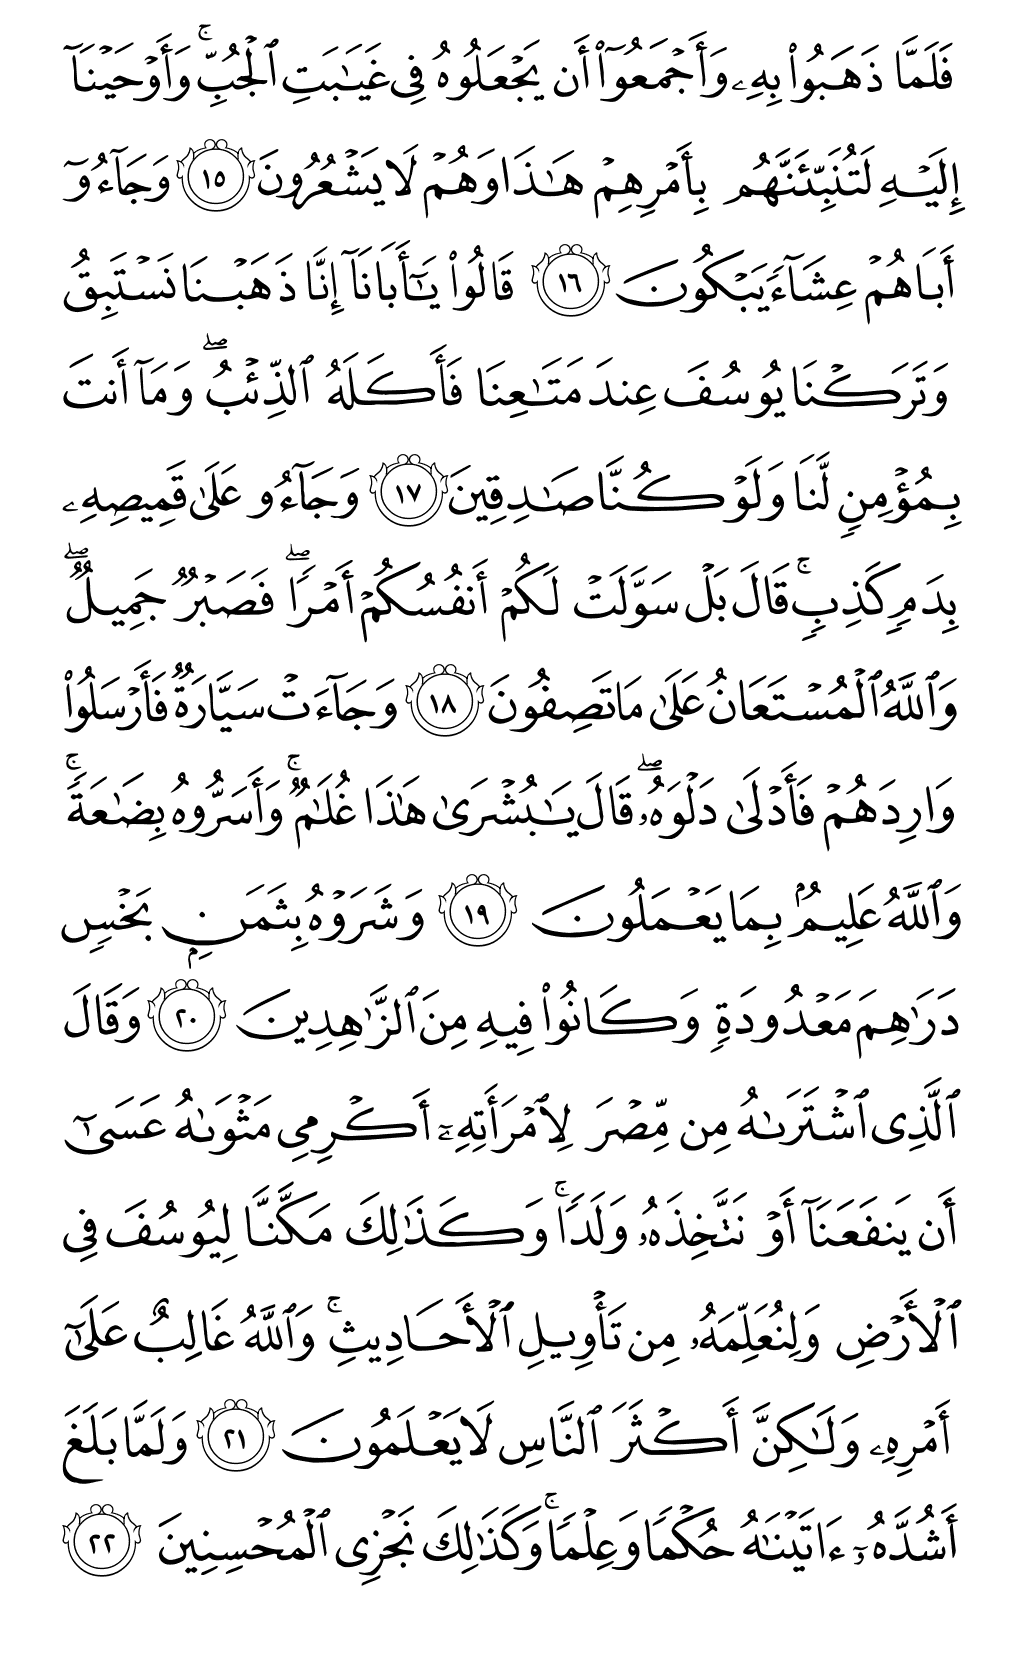 فَلَمَّا ذَهَبُوا۟ بِهِۦ وَأَجْمَعُوٓا۟ أَن يَجْعَلُوهُ فِى غَيَـٰبَتِ ٱلْجُبِّ ۚ وَأَوْحَيْنَآ
إِلَيْهِ لَتُنَبِّئَنَّهُم بِأَمْرِهِمْ هَـٰذَا وَهُمْ لَا يَشْعُرُونَ ١٥ وَجَآءُوٓ
أَبَاهُمْ عِشَآءً يَبْكُونَ ١٦ قَالُوا۟ يَـٰٓأَبَانَآ إِنَّا ذَهَبْنَا نَسْتَبِقُ
وَتَرَكْنَا يُوسُفَ عِندَ مَتَـٰعِنَا فَأَكَلَهُ ٱلذِّئْبُ ۖ وَمَآ أَنتَ
بِمُؤْمِنٍ لَّنَا وَلَوْ كُنَّا صَـٰدِقِينَ ١٧ وَجَآءُو عَلَىٰ قَمِيصِهِۦ
بِدَمٍ كَذِبٍ ۚ قَالَ بَلْ سَوَّلَتْ لَكُمْ أَنفُسُكُمْ أَمْرًا ۖ فَصَبْرٌ جَمِيلٌ ۖ
وَٱللَّهُ ٱلْمُسْتَعَانُ عَلَىٰ مَا تَصِفُونَ ١٨ وَجَآءَتْ سَيَّارَةٌ فَأَرْسَلُوا۟
وَارِدَهُمْ فَأَدْلَىٰ دَلْوَهُۥ ۖ قَالَ يَـٰبُشْرَىٰ هَـٰذَا غُلَـٰمٌ ۚ وَأَسَرُّوهُ بِضَـٰعَةً ۚ
وَٱللَّهُ عَلِيمٌۢ بِمَا يَعْمَلُونَ ١٩ وَشَرَوْهُ بِثَمَنٍۭ بَخْسٍ
دَرَٰهِمَ مَعْدُودَةٍ وَكَانُوا۟ فِيهِ مِنَ ٱلزَّٰهِدِينَ ٢٠ وَقَالَ
ٱلَّذِى ٱشْتَرَىٰهُ مِن مِّصْرَ لِٱمْرَأَتِهِۦٓ أَكْرِمِى مَثْوَىٰهُ عَسَىٰٓ
أَن يَنفَعَنَآ أَوْ نَتَّخِذَهُۥ وَلَدًا ۚ وَكَذَٰلِكَ مَكَّنَّا لِيُوسُفَ فِى
ٱلْأَرْضِ وَلِنُعَلِّمَهُۥ مِن تَأْوِيلِ ٱلْأَحَادِيثِ ۚ وَٱللَّهُ غَالِبٌ عَلَىٰٓ
أَمْرِهِۦ وَلَـٰكِنَّ أَكْثَرَ ٱلنَّاسِ لَا يَعْلَمُونَ ٢١ وَلَمَّا بَلَغَ
أَشُدَّهُۥٓ ءَاتَيْنَـٰهُ حُكْمًا وَعِلْمًا ۚ وَكَذَٰلِكَ نَجْزِى ٱلْمُحْسِنِينَ ٢٢